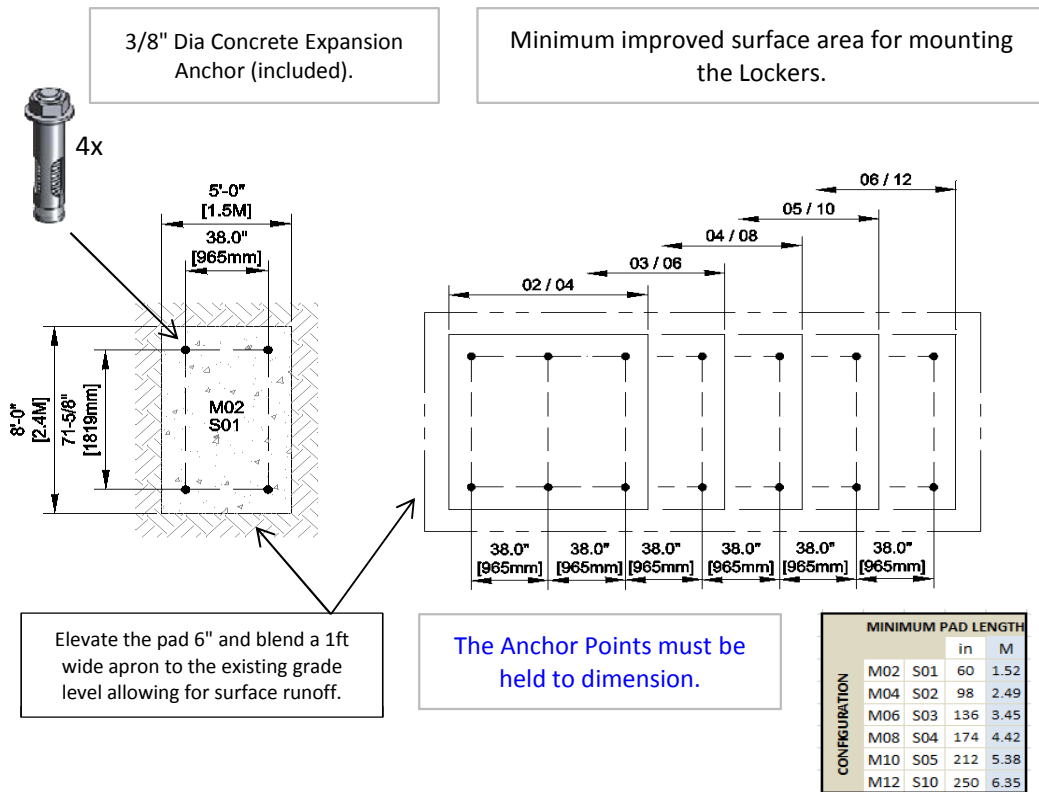 3/8" Dia Concrete Expansion
Anchor (included).
Minimum improved surface area for mounting
the Lockers.
4x
5'-0"
[1.5M]
38.0"
[965mm]
8'-0"
[2.4M]
71-5/8"
[1819mm]
M02
S01
06 / 12
05 / 10
04 / 08
03 / 06
02 / 04
38.0" 38.0" 38.0" 38.0" 38.0" 38.0"
[965mm] [965mm] [965mm] [965mm] [965mm] [965mm]
Elevate the pad 6" and blend a 1ft
wide apron to the existing grade
level allowing for surface runoff.
The Anchor Points must be
held to dimension.
MINIMUM PAD LENGTH
in M
CONFIGURATION
M02 S01 60 1.52
M04 S02 98 2.49
M06 S03 136 3.45
M08 S04 174 4.42
M10 S05 212 5.38
M12 S10 250 6.35